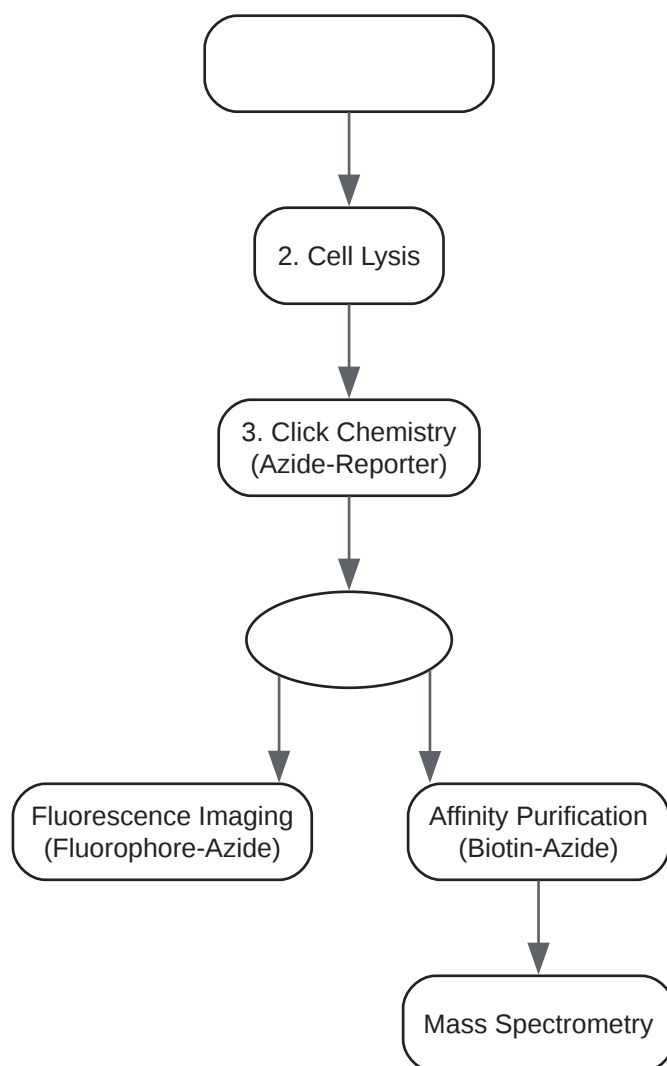 2. Cell Lysis
3. Click Chemistry
(Azide-Reporter)
Fluorescence Imaging
(Fluorophore-Azide)
Affinity Purification
(Biotin-Azide)
Mass Spectrometry